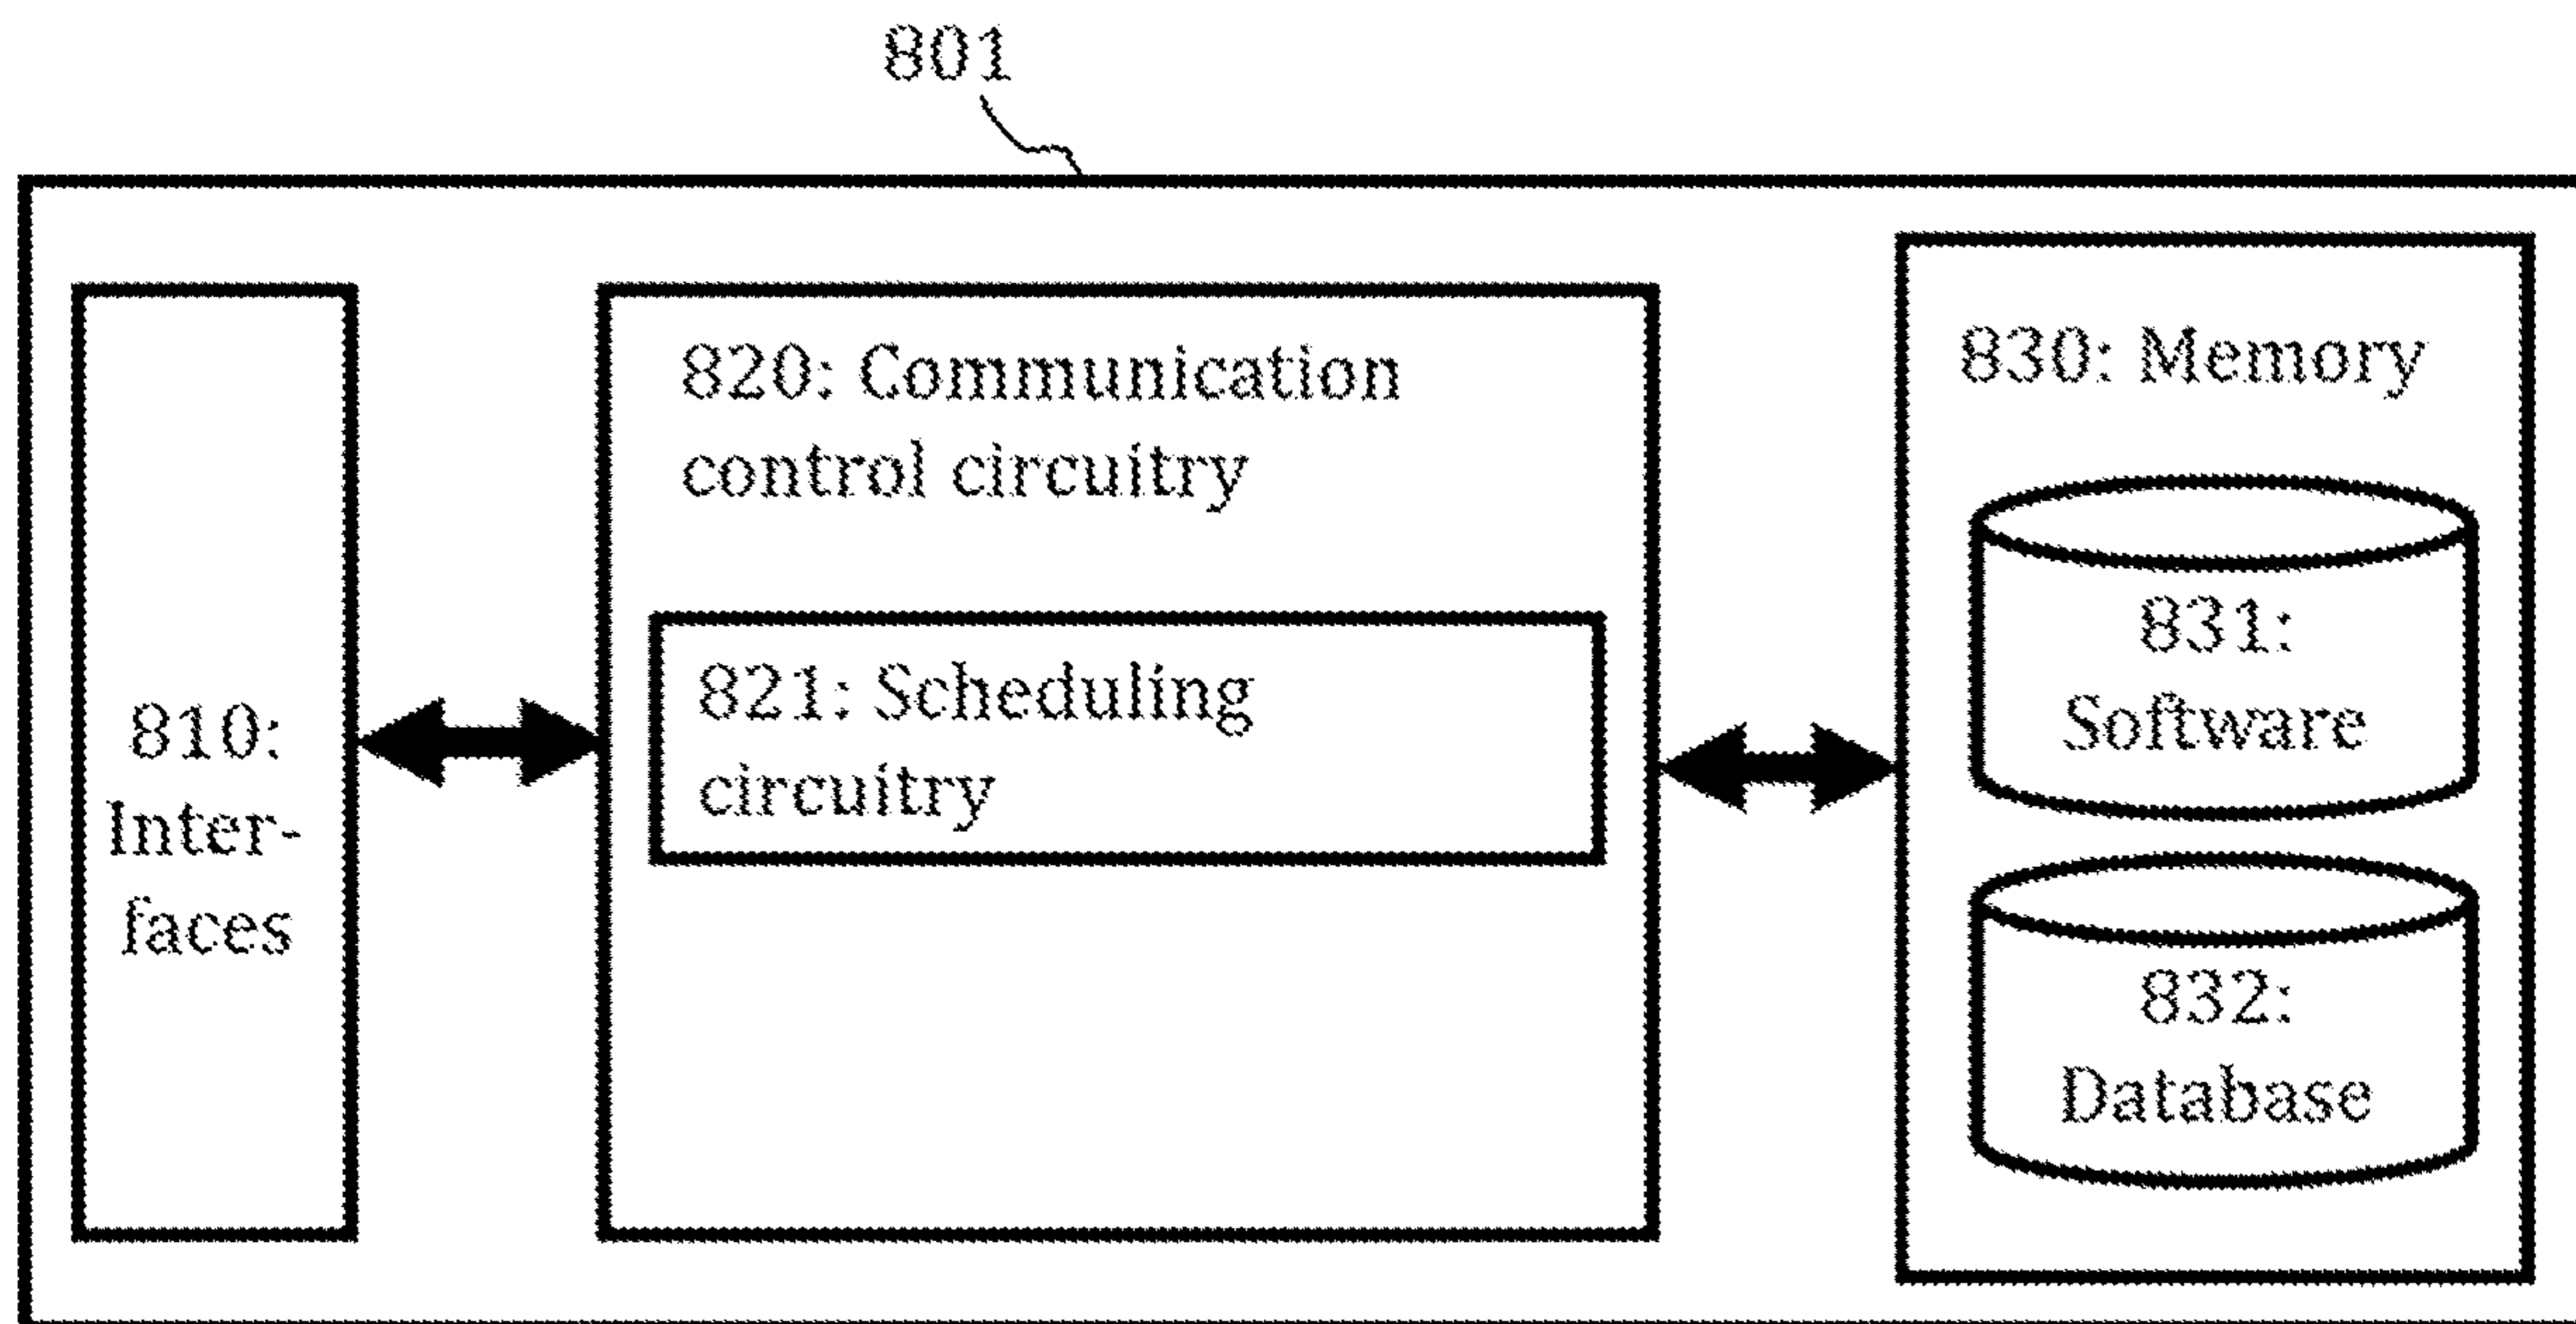 801
810:
Inter-
faces
820: Communication
control circuitry
821: Scheduling
circuitry
830: Memory
831:
Software
832:
Database